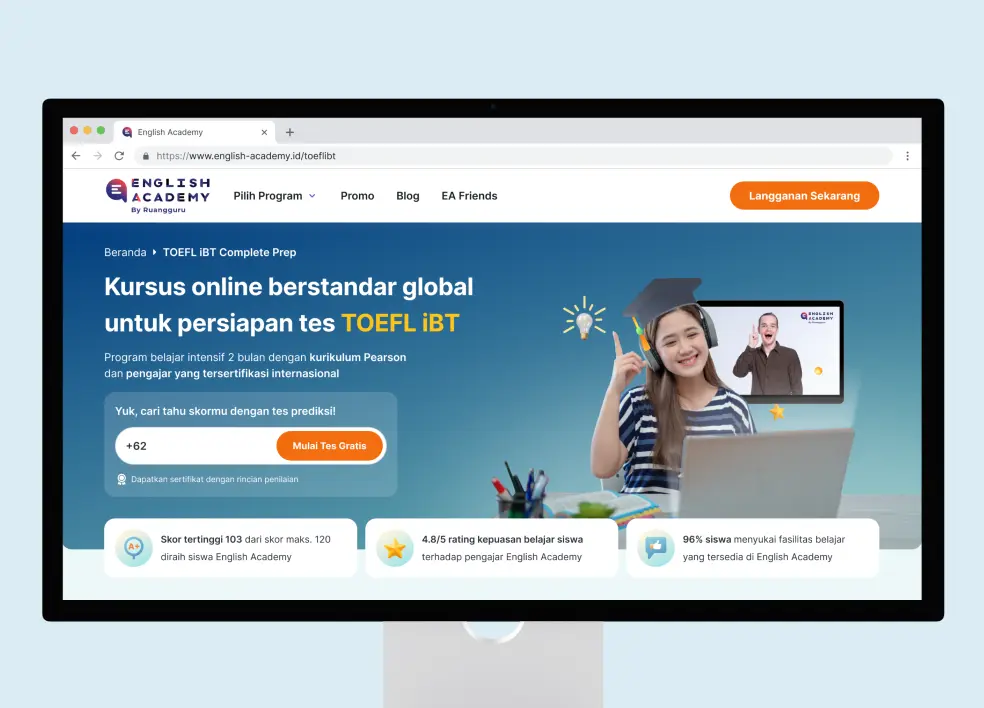 English Academy
https://www.english-academy.id/toeflibt
ENGLISH
ACADEMY
By Ruangguru
Pilih Program
Promo
Blog
EA Friends
Langganan Sekarang
Beranda TOEFL iBT Complete Prep
Kursus online berstandar global
untuk persiapan tes TOEFL iBT
Program belajar intensif 2 bulan dengan kurikulum Pearson
dan pengajar yang tersertifikasi internasional
Yuk, cari tahu skormu dengan tes prediksi!
+62
Mulai Tes Gratis
Dapatkan sertifikat dengan rincian penilaian
ENGLISH
ACADEMY
A+
Skor tertinggi 103 dari skor maks. 120
diraih siswa English Academy
4.8/5 rating kepuasan belajar siswa
terhadap pengajar English Academy
96% siswa menyukai fasilitas belajar
yang tersedia di English Academy